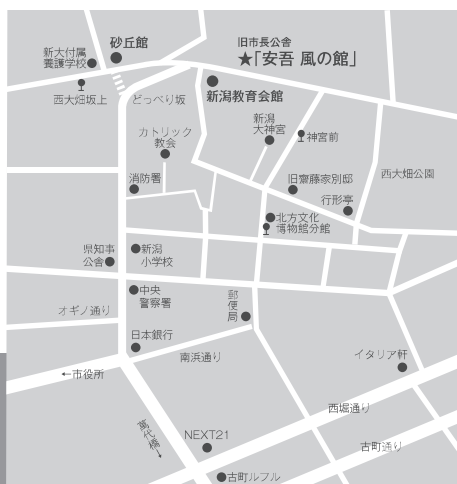 砂丘館
旧市長公舎
★「安吾 風の館」
新大付属
養護学校
西大畑坂上
どっぺり坂
新潟教育会館
カトリック
教会
新潟
大神宮
神宮前
消防署
旧齋藤家別邸
西大畑公園
行形亭
北方文化
博物館分館
県知事
公舎
新潟
小学校
中央
警察署
郵便局
オギノ通り
日本銀行
南浜通り
イタリア軒
←市役所
西堀通り
萬代橋→
NEXT21
古町通り
古町ルフル